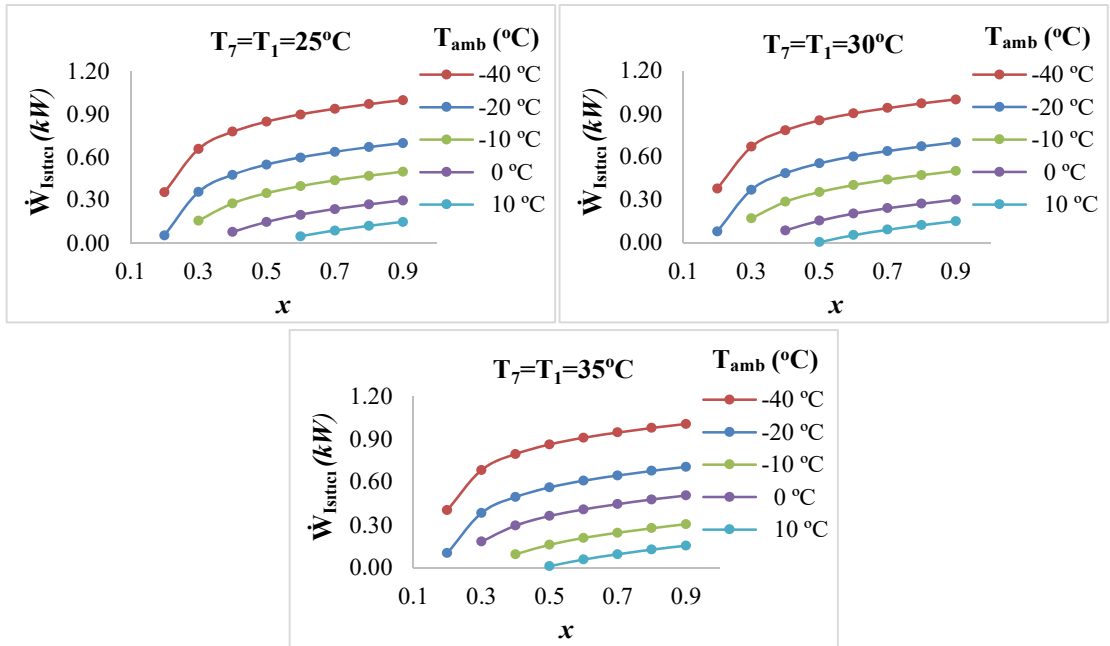 T7=T1=25ºC
Tamb (ºC)
1.20
0.90
0.60
0.30
0.00
ẆIsıtıcı (kW)
0.1 0.3 0.5 0.7 0.9
x
-40 ºC
-20 ºC
-10 ºC
0 ºC
10 ºC
T7=T1=30ºC
Tamb (ºC)
1.20
0.90
0.60
0.30
0.00
ẆIsıtıcı (kW)
0.1 0.3 0.5 0.7 0.9
x
-40 ºC
-20 ºC
-10 ºC
0 ºC
10 ºC
T7=T1=35ºC
Tamb (ºC)
1.20
0.90
0.60
0.30
0.00
ẆIsıtıcı (kW)
0.1 0.3 0.5 0.7 0.9
x
-40 ºC
-20 ºC
-10 ºC
0 ºC
10 ºC